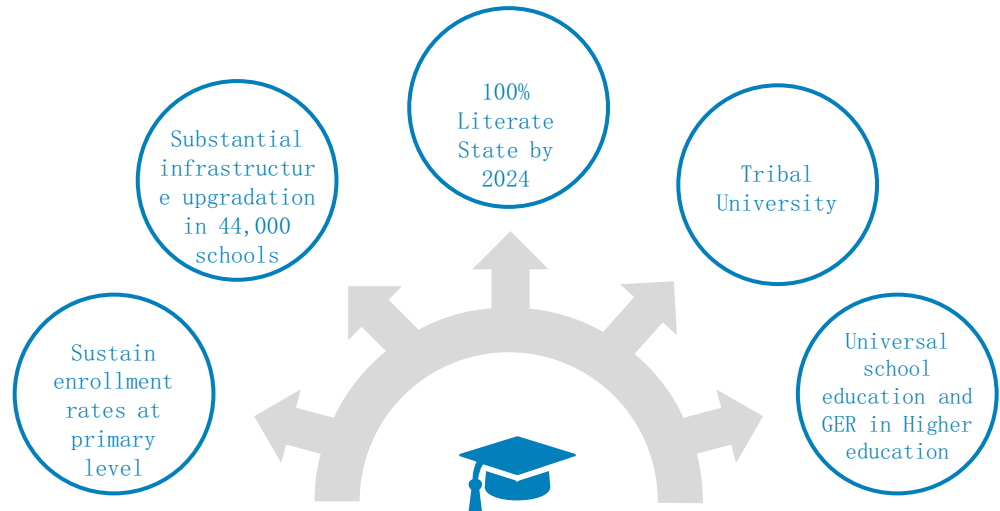 Sustain
enrollment
rates at
primary
level
Substantial
infrastructur
e upgradation
in 44,000
schools
100%
Literate
State by
2024
Tribal
University
Universal
school
education and
GER in Higher
education